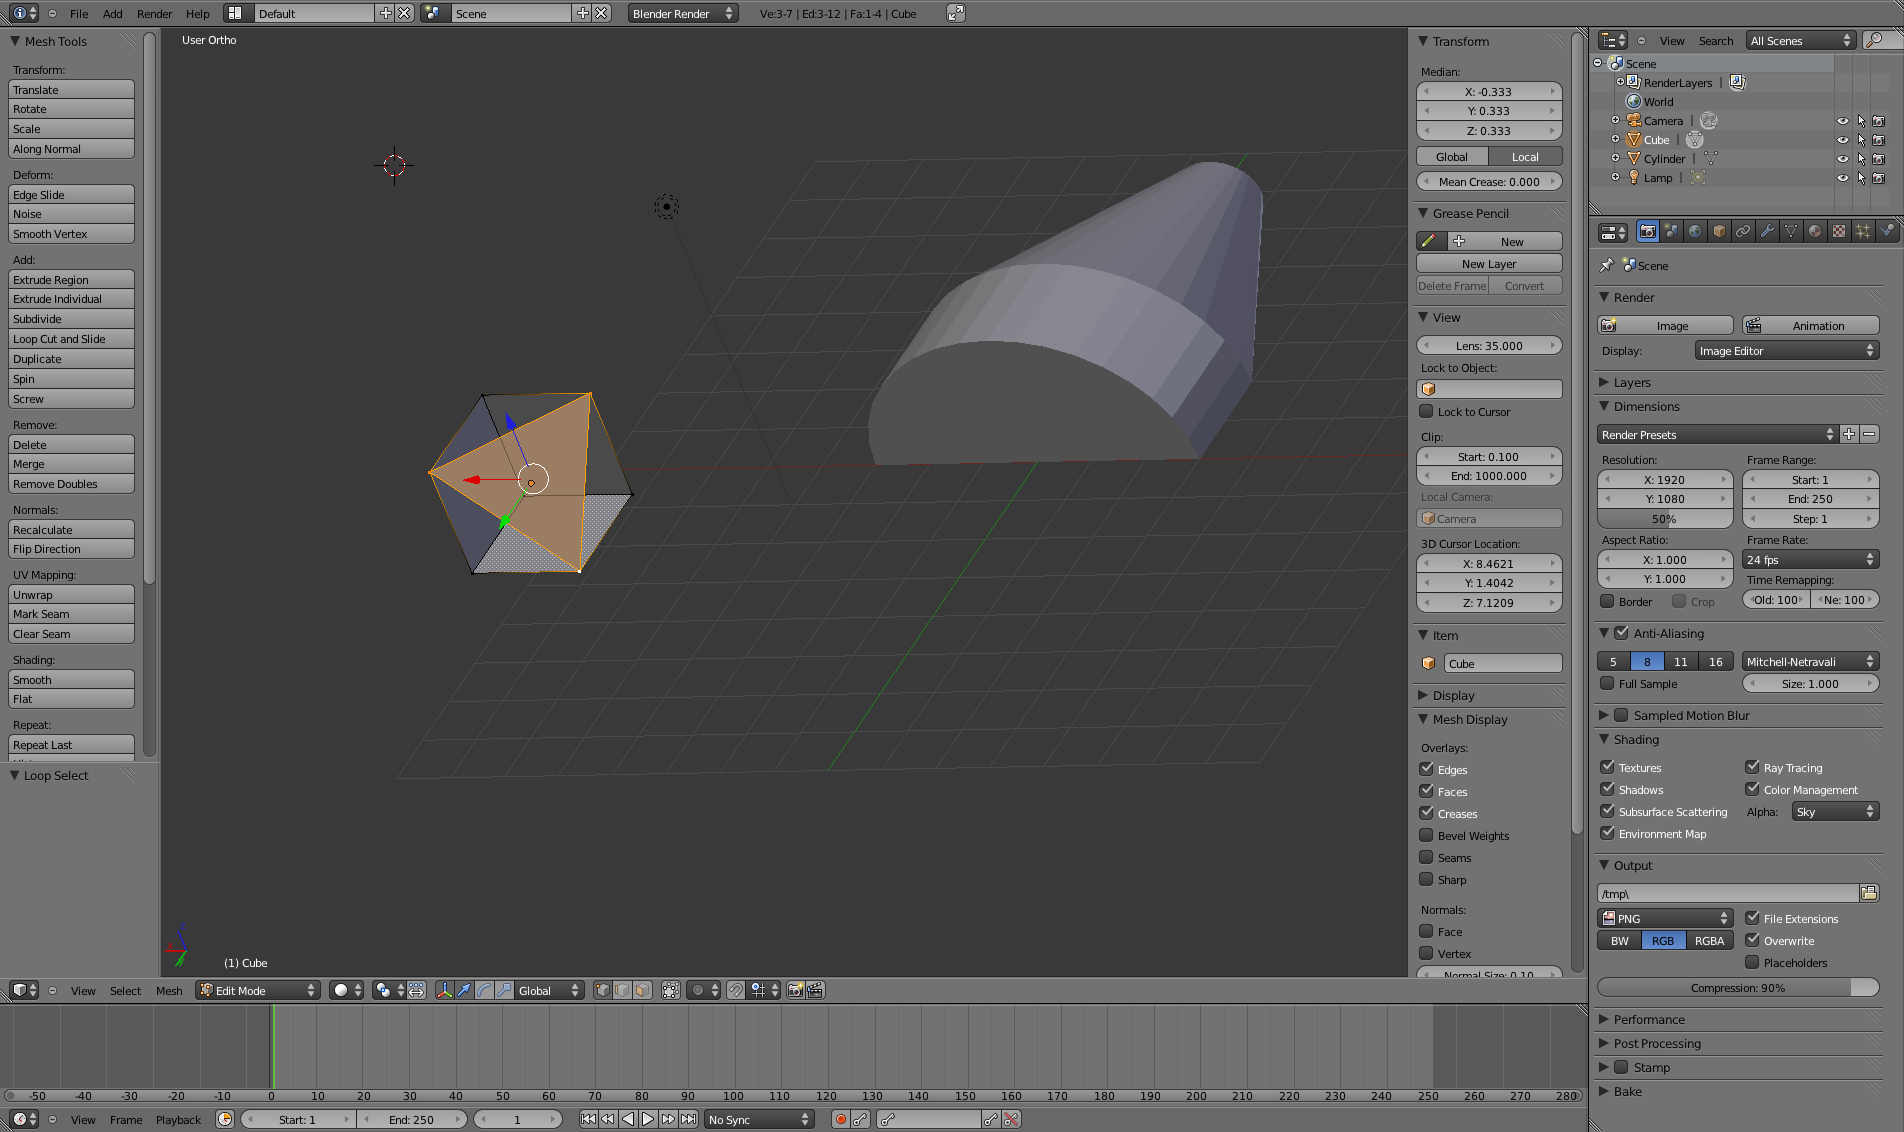 File Add Render Help Default Scene Blender Render Ve:3-7 | Ed:3-12 | Fa:1-4 | Cube
Mesh Tools
Transform:
Translate
Rotate
Scale
Along Normal
Deform:
Edge Slide
Noise
Smooth Vertex
Add:
Extrude Region
Extrude Individual
Subdivide
Loop Cut and Slide
Duplicate
Spin
Screw
Remove:
Delete
Merge
Remove Doubles
Normals:
Recalculate
Flip Direction
UV Mapping:
Unwrap
Mark Seam
Clear Seam
Shading:
Smooth
Flat
Repeat:
Repeat Last
Loop Select
User Ortho
(1) Cube
Transform
Median:
X: -0.333
Y: 0.333
Z: 0.333
Global Local
Mean Crease: 0.000
Grease Pencil
New
New Layer
Delete Frame Convert
View
Lens: 35.000
Lock to Object:
Lock to Cursor
Clip:
Start: 0.100
End: 1000.000
Local Camera:
Camera
3D Cursor Location:
X: 8.4621
Y: 1.4042
Z: 7.1209
Item
Cube
Display
Mesh Display
Overlays:
Edges
Faces
Creases
Bevel Weights
Seams
Sharp
Normals:
Face
Vertex
Normal Size: 0.10
View Search All Scenes
Scene
RenderLayers |
World
Camera |
Cube |
Cylinder |
Lamp |
Scene
Render
Image Animation
Display: Image Editor
Layers
Dimensions
Render Presets
Resolution: Frame Range:
X: 1920 Start: 1
Y: 1080 End: 250
50% Step: 1
Aspect Ratio: Frame Rate:
X: 1.000 24 fps
Y: 1.000 Time Remapping:
Border Crop Old: 100 Ne: 100
Anti-Aliasing
5 8 11 16 Mitchell-Netravali
Full Sample Size: 1.000
Sampled Motion Blur
Shading
Textures Ray Tracing
Shadows Color Management
Subsurface Scattering Alpha: Sky
Environment Map
Output
/tmp\
PNG File Extensions
BW RGB RGBA Overwrite
Placeholders
Compression: 90%
Performance
Post Processing
Stamp
Bake
View Select Mesh Edit Mode Global
-50 -40 -30 -20 -10 0 10 20 30 40 50 60 70 80 90 100 110 120 130 140 150 160 170 180 190 200 210 220 230 240 250 260 270 280
View Frame Playback Start: 1 End: 250 1 No Sync